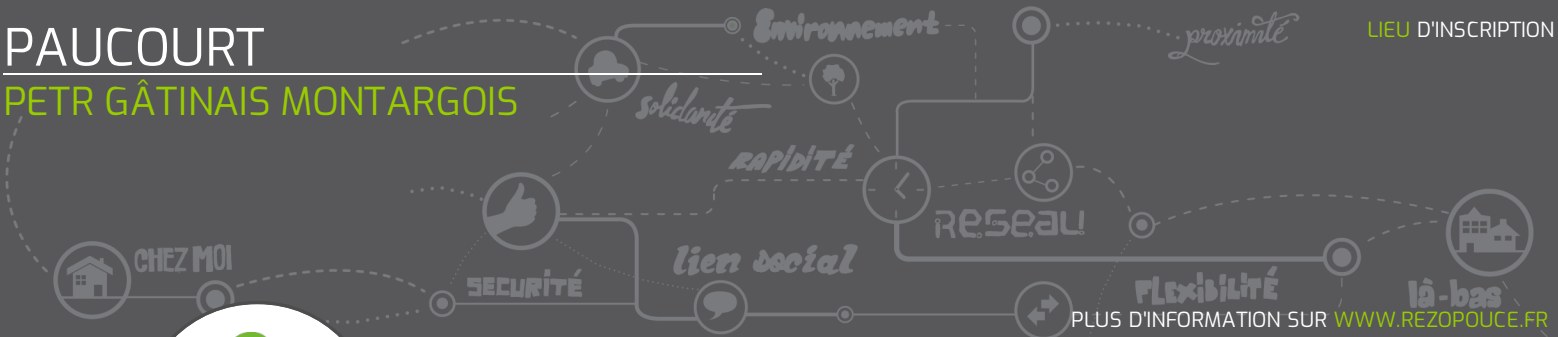 PAUCOURT
LIEU D'INSCRIPTION
PETR GÂTINAIS MONTARGOIS
Environnement
proximité
solidarité
RAPIDITÉ
RESEAU
CHEZ MOI
lien social
SECURITÉ
FLEXIBILITÉ
là-bas
PLUS D'INFORMATION SUR WWW.REZOPOUCE.FR